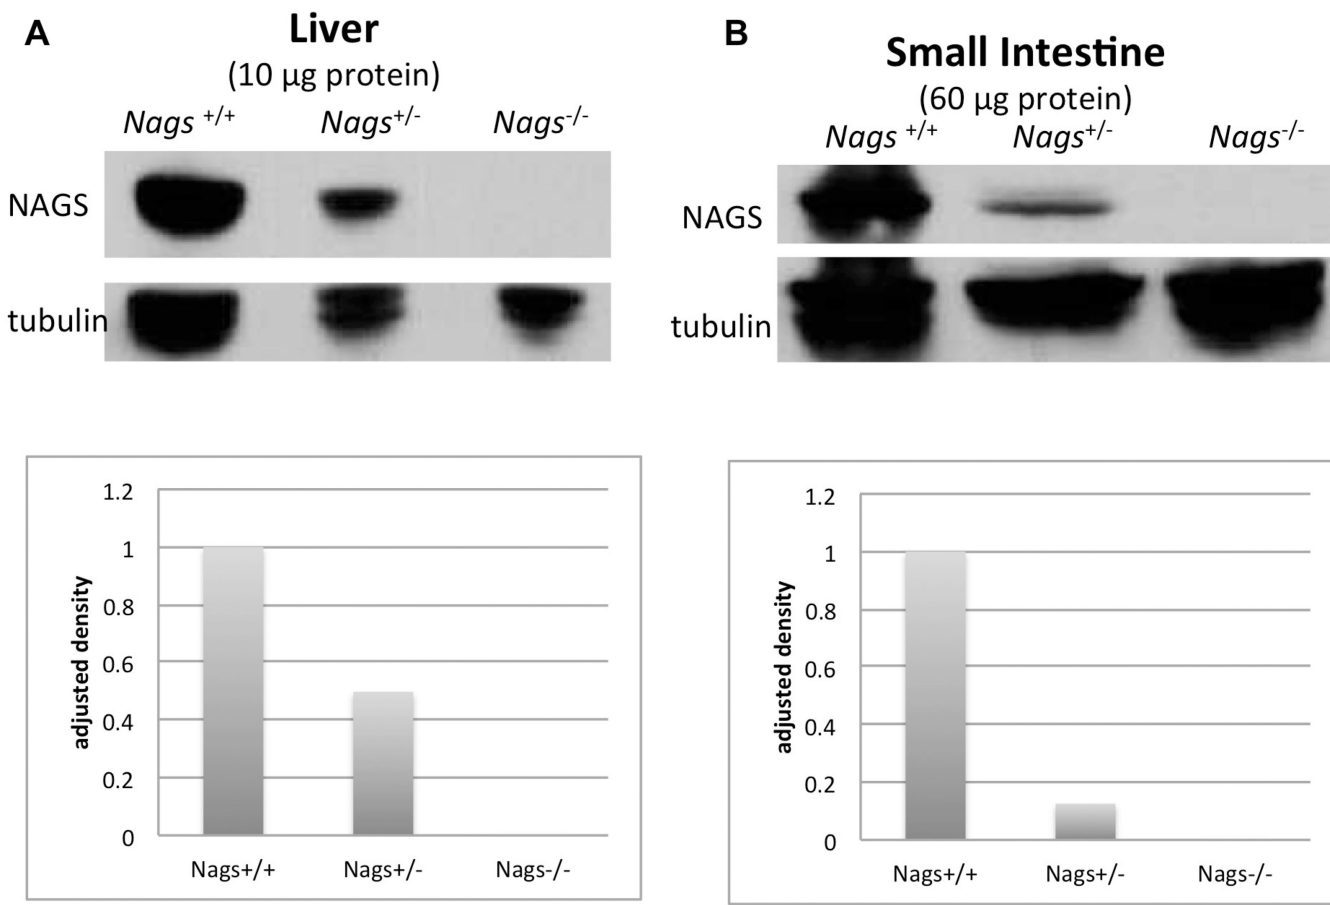 A
Liver
(10 µg protein)
Nags +/+ Nags+/- Nags-/-
NAGS
tubulin
1.2
1
0.8
0.6
0.4
0.2
0
adjusted density
Nags+/+ Nags+/- Nags-/-
B
Small Intestine
(60 µg protein)
Nags +/+ Nags+/- Nags-/-
NAGS
tubulin
1.2
1
0.8
0.6
0.4
0.2
0
adjusted density
Nags+/+ Nags+/- Nags-/-